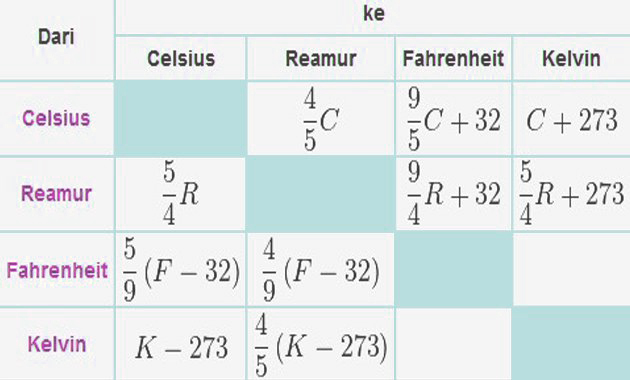 Dari ke
Celsius Reamur Fahrenheit Kelvin
Celsius 4/5 C 9/5 C + 32 C + 273
Reamur 5/4 R 9/4 R + 32 5/4 R + 273
Fahrenheit 5/9 (F − 32) 4/9 (F − 32)
Kelvin K − 273 4/5 (K − 273)